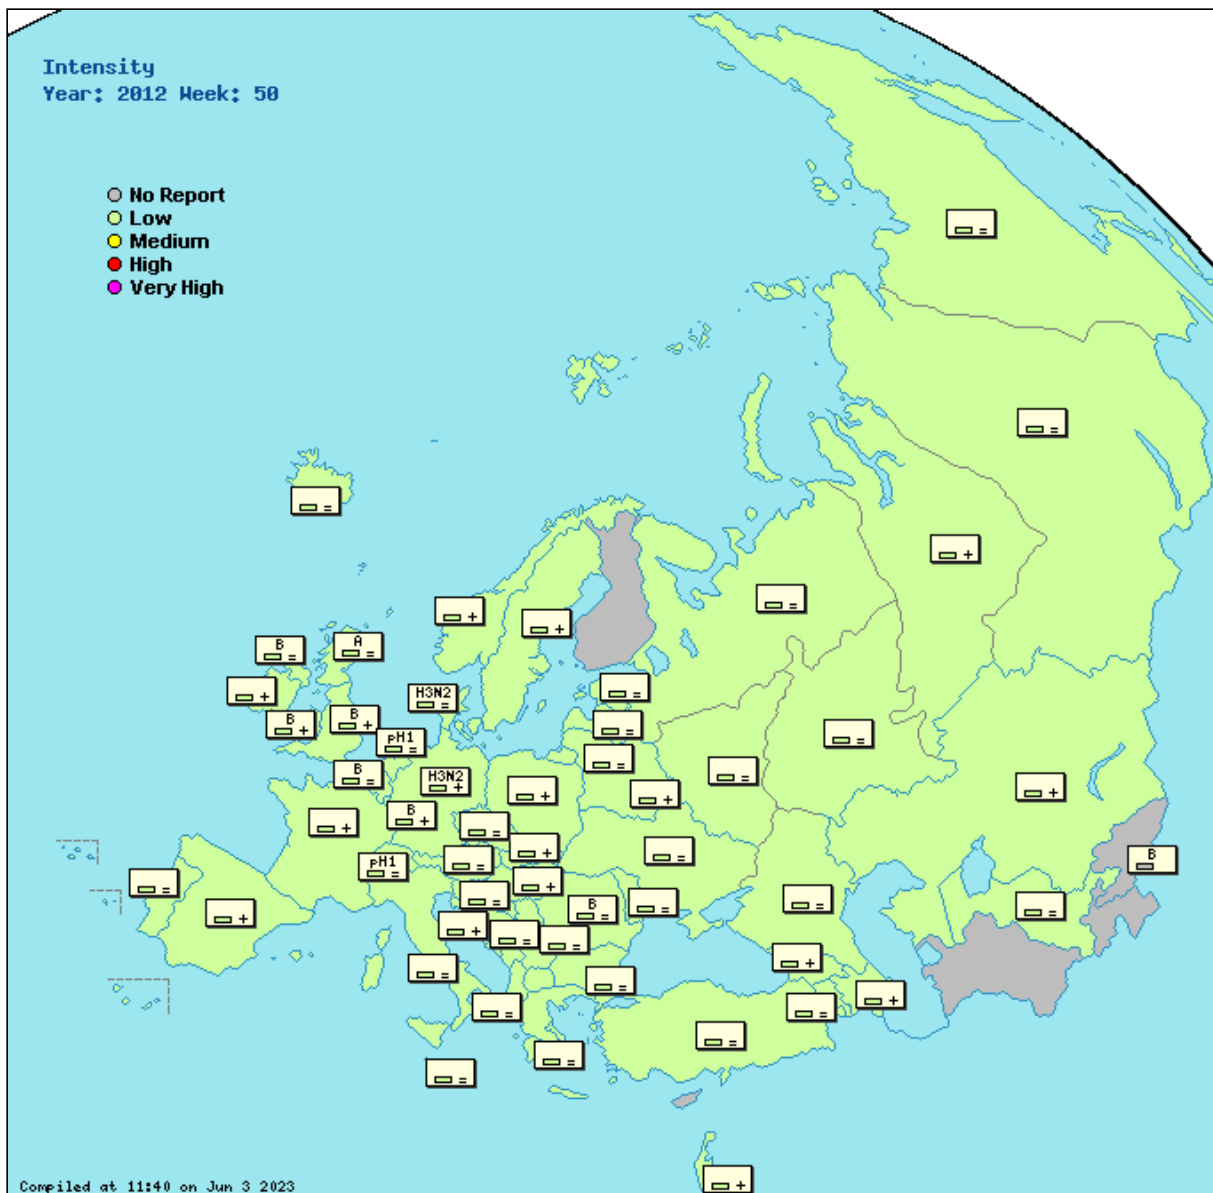 Intensity
Year: 2012 Week: 50
No Report
Low
Medium
High
Very High
=
=
=
+
=
+
+
B
=
A
=
+
=
H3N2
=
B
+
B
+
=
pH1
=
=
+
=
=
B
=
H3N2
+
+
+
+
B
+
+
=
+
=
=
B
pH1
=
=
+
=
=
=
=
+
B
=
=
+
=
=
+
=
=
+
=
=
=
=
=
+
Compiled at 11:40 on Jun 3 2023